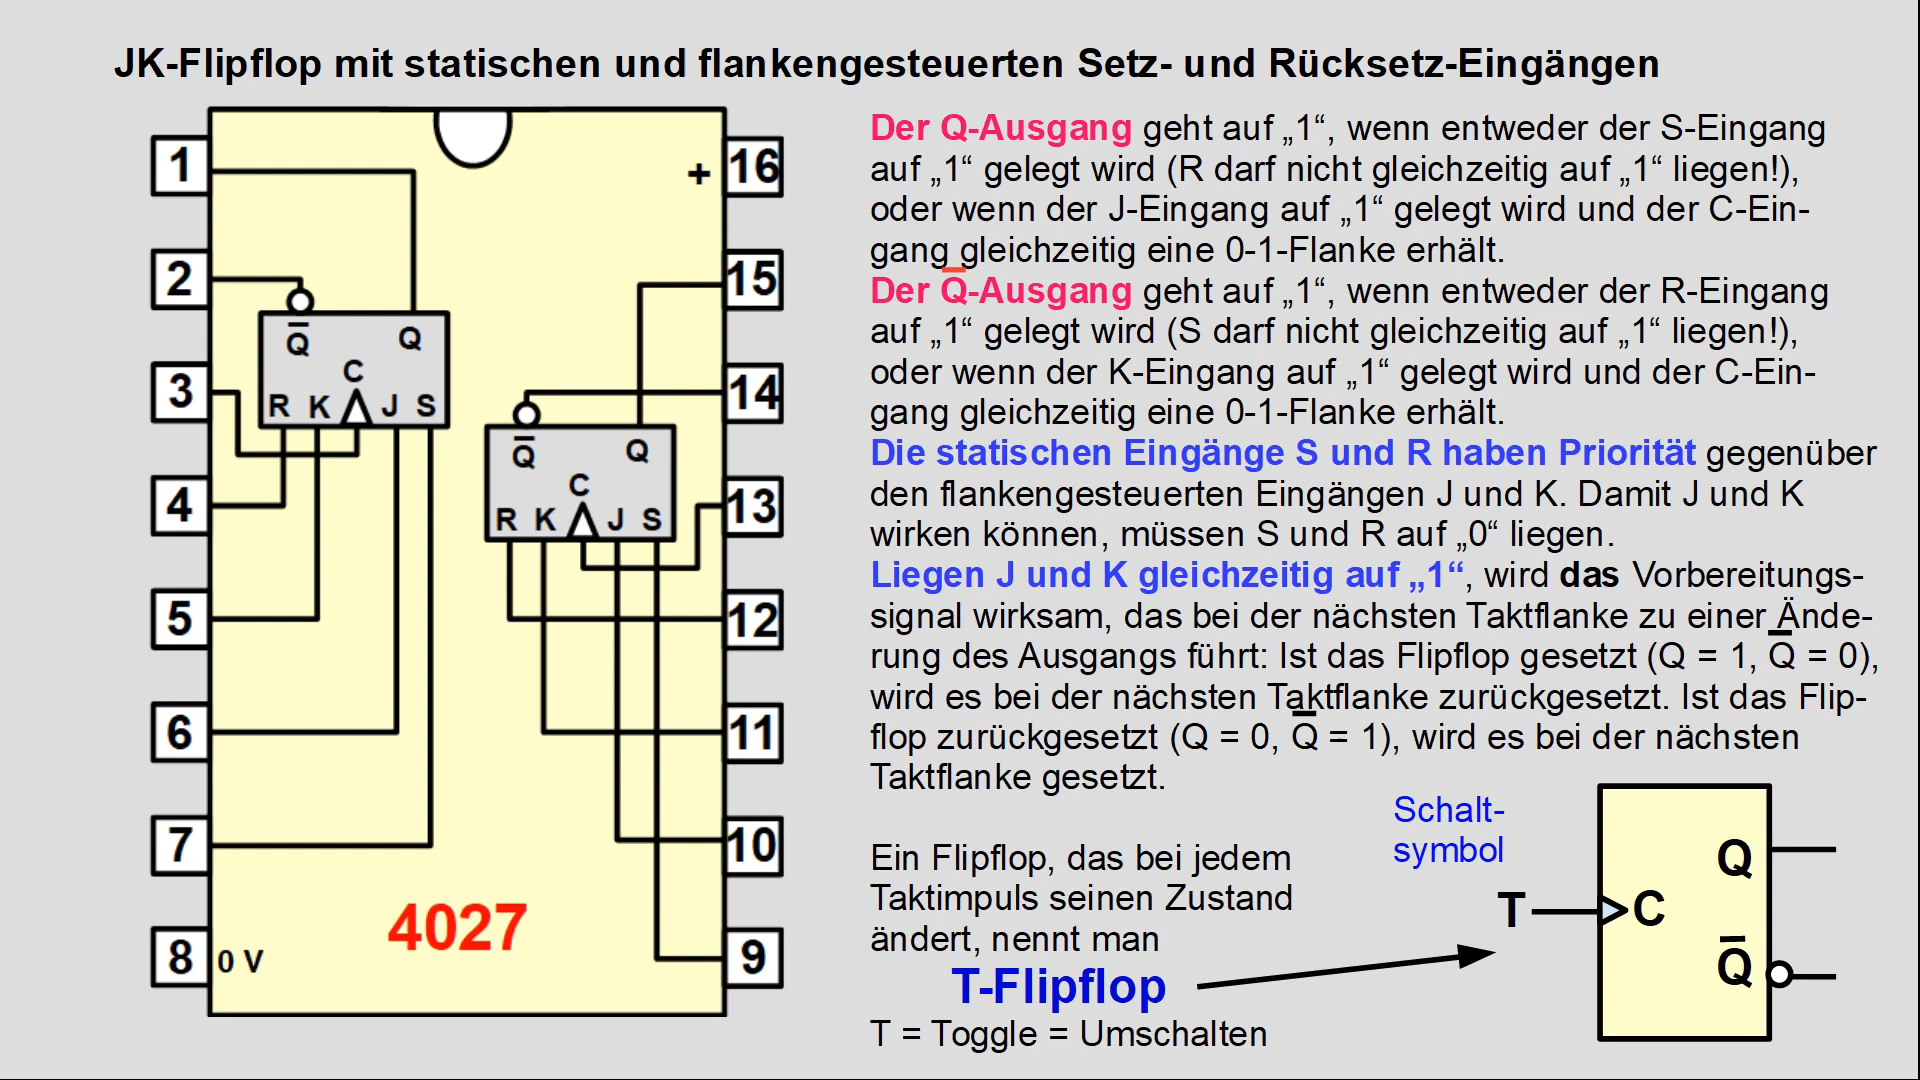 JK-Flipflop mit statischen und flankengesteuerten Setz- und Rücksetz-Eingängen
1
2
3
4
5
6
7
8
0 V
+
16
15
14
13
12
11
10
9
Q̅
Q
C
R K J S
Q̅
Q
C
R K J S
4027
Der Q-Ausgang geht auf „1“, wenn entweder der S-Eingang
auf „1“ gelegt wird (R darf nicht gleichzeitig auf „1“ liegen!),
oder wenn der J-Eingang auf „1“ gelegt wird und der C-Ein-
gang gleichzeitig eine 0-1-Flanke erhält.
Der Q̅-Ausgang geht auf „1“, wenn entweder der R-Eingang
auf „1“ gelegt wird (S darf nicht gleichzeitig auf „1“ liegen!),
oder wenn der K-Eingang auf „1“ gelegt wird und der C-Ein-
gang gleichzeitig eine 0-1-Flanke erhält.
Die statischen Eingänge S und R haben Priorität gegenüber
den flankengesteuerten Eingängen J und K. Damit J und K
wirken können, müssen S und R auf „0“ liegen.
Liegen J und K gleichzeitig auf „1“, wird das Vorbereitungs-
signal wirksam, das bei der nächsten Taktflanke zu einer Ände-
rung des Ausgangs führt: Ist das Flipflop gesetzt (Q = 1, Q̅ = 0),
wird es bei der nächsten Taktflanke zurückgesetzt. Ist das Flip-
flop zurückgesetzt (Q = 0, Q̅ = 1), wird es bei der nächsten
Taktflanke gesetzt.
Ein Flipflop, das bei jedem
Taktimpuls seinen Zustand
ändert, nennt man
T-Flipflop
T = Toggle = Umschalten
Schalt-
symbol
T
C
Q
Q̅